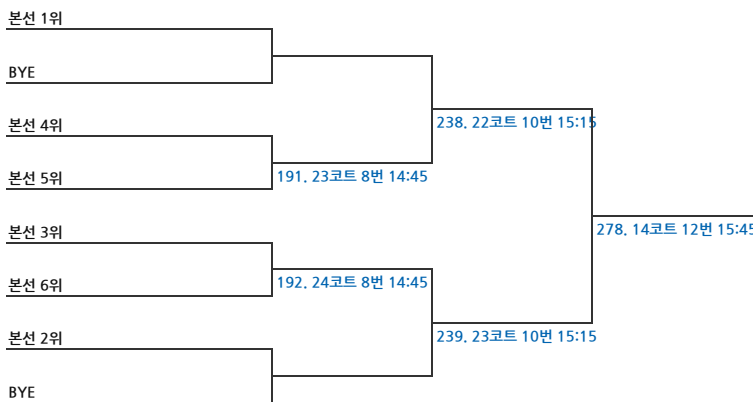 본선 1위
BYE
238, 22코트 10번 15:15
본선 4위
본선 5위
191, 23코트 8번 14:45
278, 14코트 12번 15:45
본선 3위
본선 6위
192, 24코트 8번 14:45
본선 2위
239, 23코트 10번 15:15
BYE